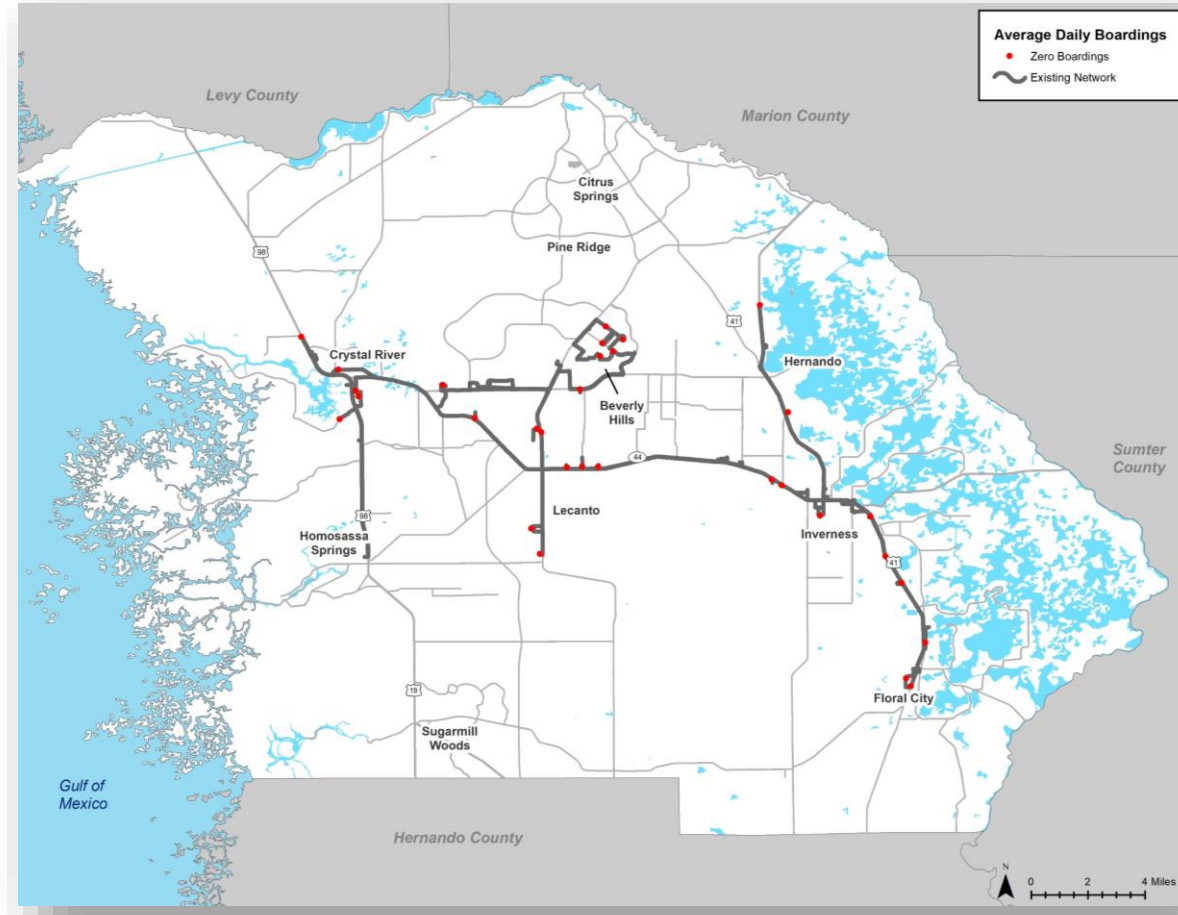 Average Daily Boardings
Zero Boardings
Existing Network
Levy County
Marion County
Citrus
Springs
Pine Ridge
98
41
Crystal River
Hernando
Beverly
Hills
Sumter
County
44
Lecanto
98
Homosassa
Springs
Inverness
41
19
Floral City
Sugarmill
Woods
Gulf of
Mexico
Hernando County
N
0 2 4 Miles